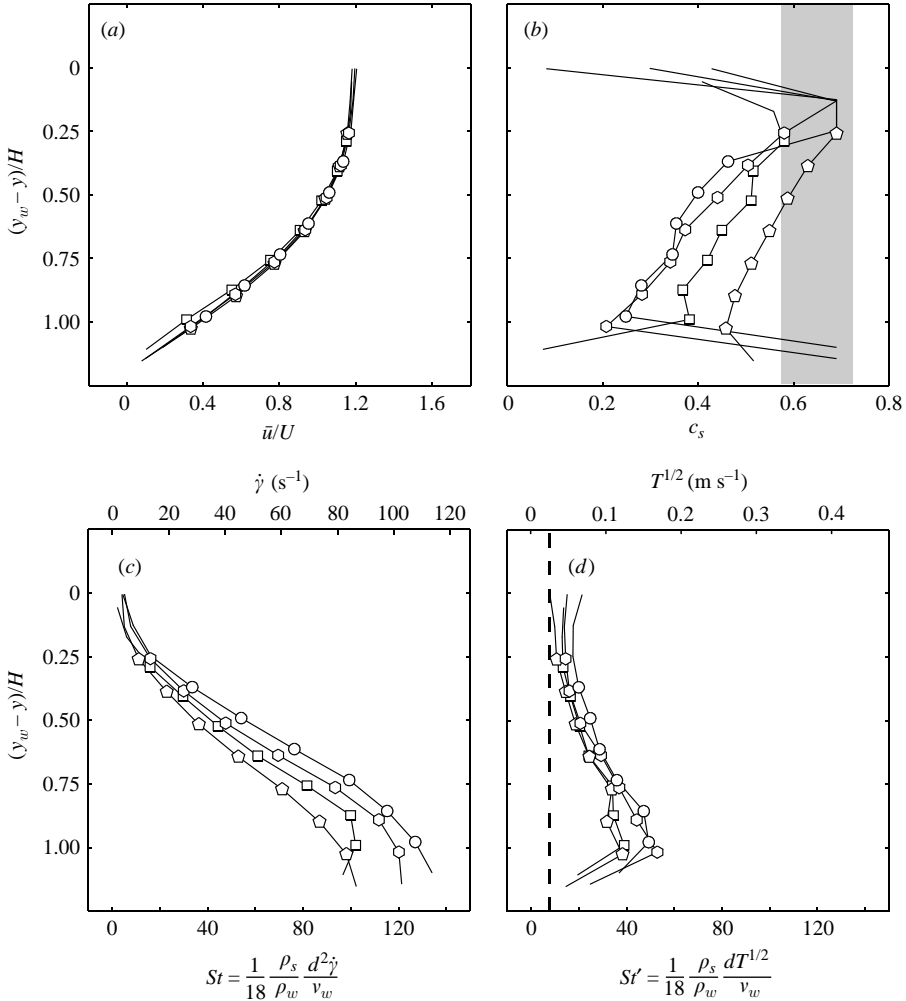 (a)
(b)
0
0.25
0.50
0.75
1.00
(y_w − y)/H
0 0.4 0.8 1.2 1.6
0 0.2 0.4 0.6 0.8
ū/U
c_s
γ̇ (s⁻¹)
T^{1/2} (m s⁻¹)
0 20 40 60 80 100 120
0 0.1 0.2 0.3 0.4
(c)
(d)
0
0.25
0.50
0.75
1.00
(y_w − y)/H
0 40 80 120
0 40 80 120
St = 1/18 ρ_s/ρ_w d²γ̇/ν_w
St′ = 1/18 ρ_s/ρ_w dT^{1/2}/ν_w